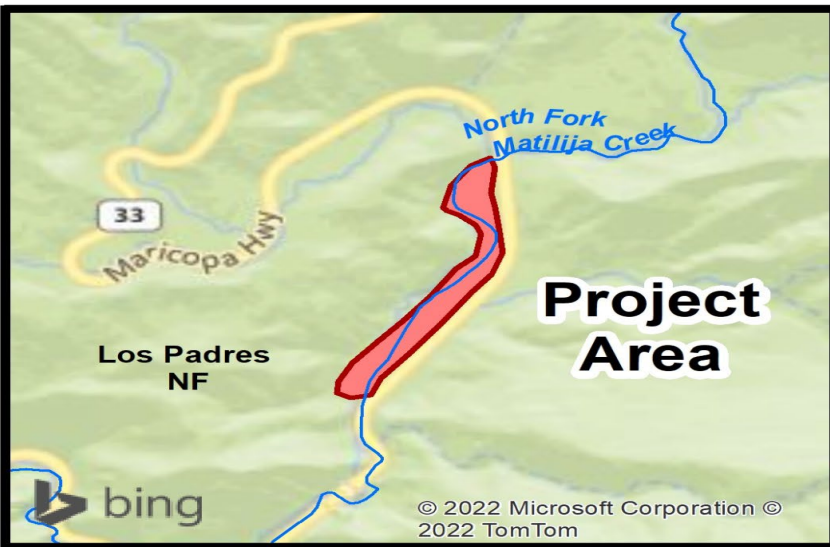 North Fork
Matilija Creek
33
Maricopa Hwy
Project
Area
Los Padres
NF
bing
© 2022 Microsoft Corporation ©
2022 TomTom